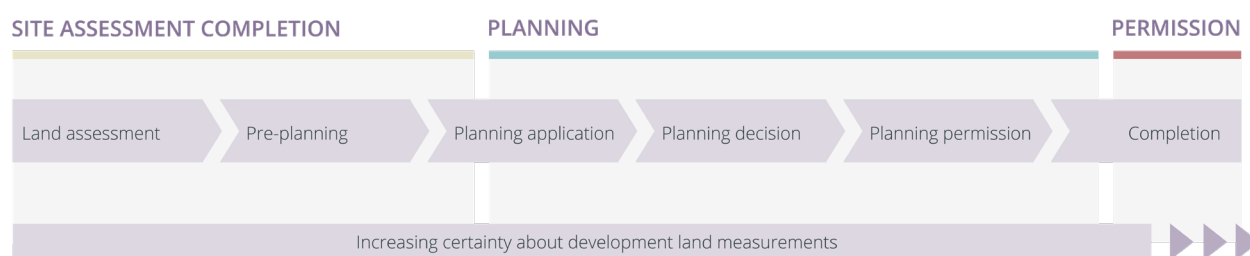 SITE ASSESSMENT COMPLETION
PLANNING
PERMISSION
Land assessment
Pre-planning
Planning application
Planning decision
Planning permission
Completion
Increasing certainty about development land measurements